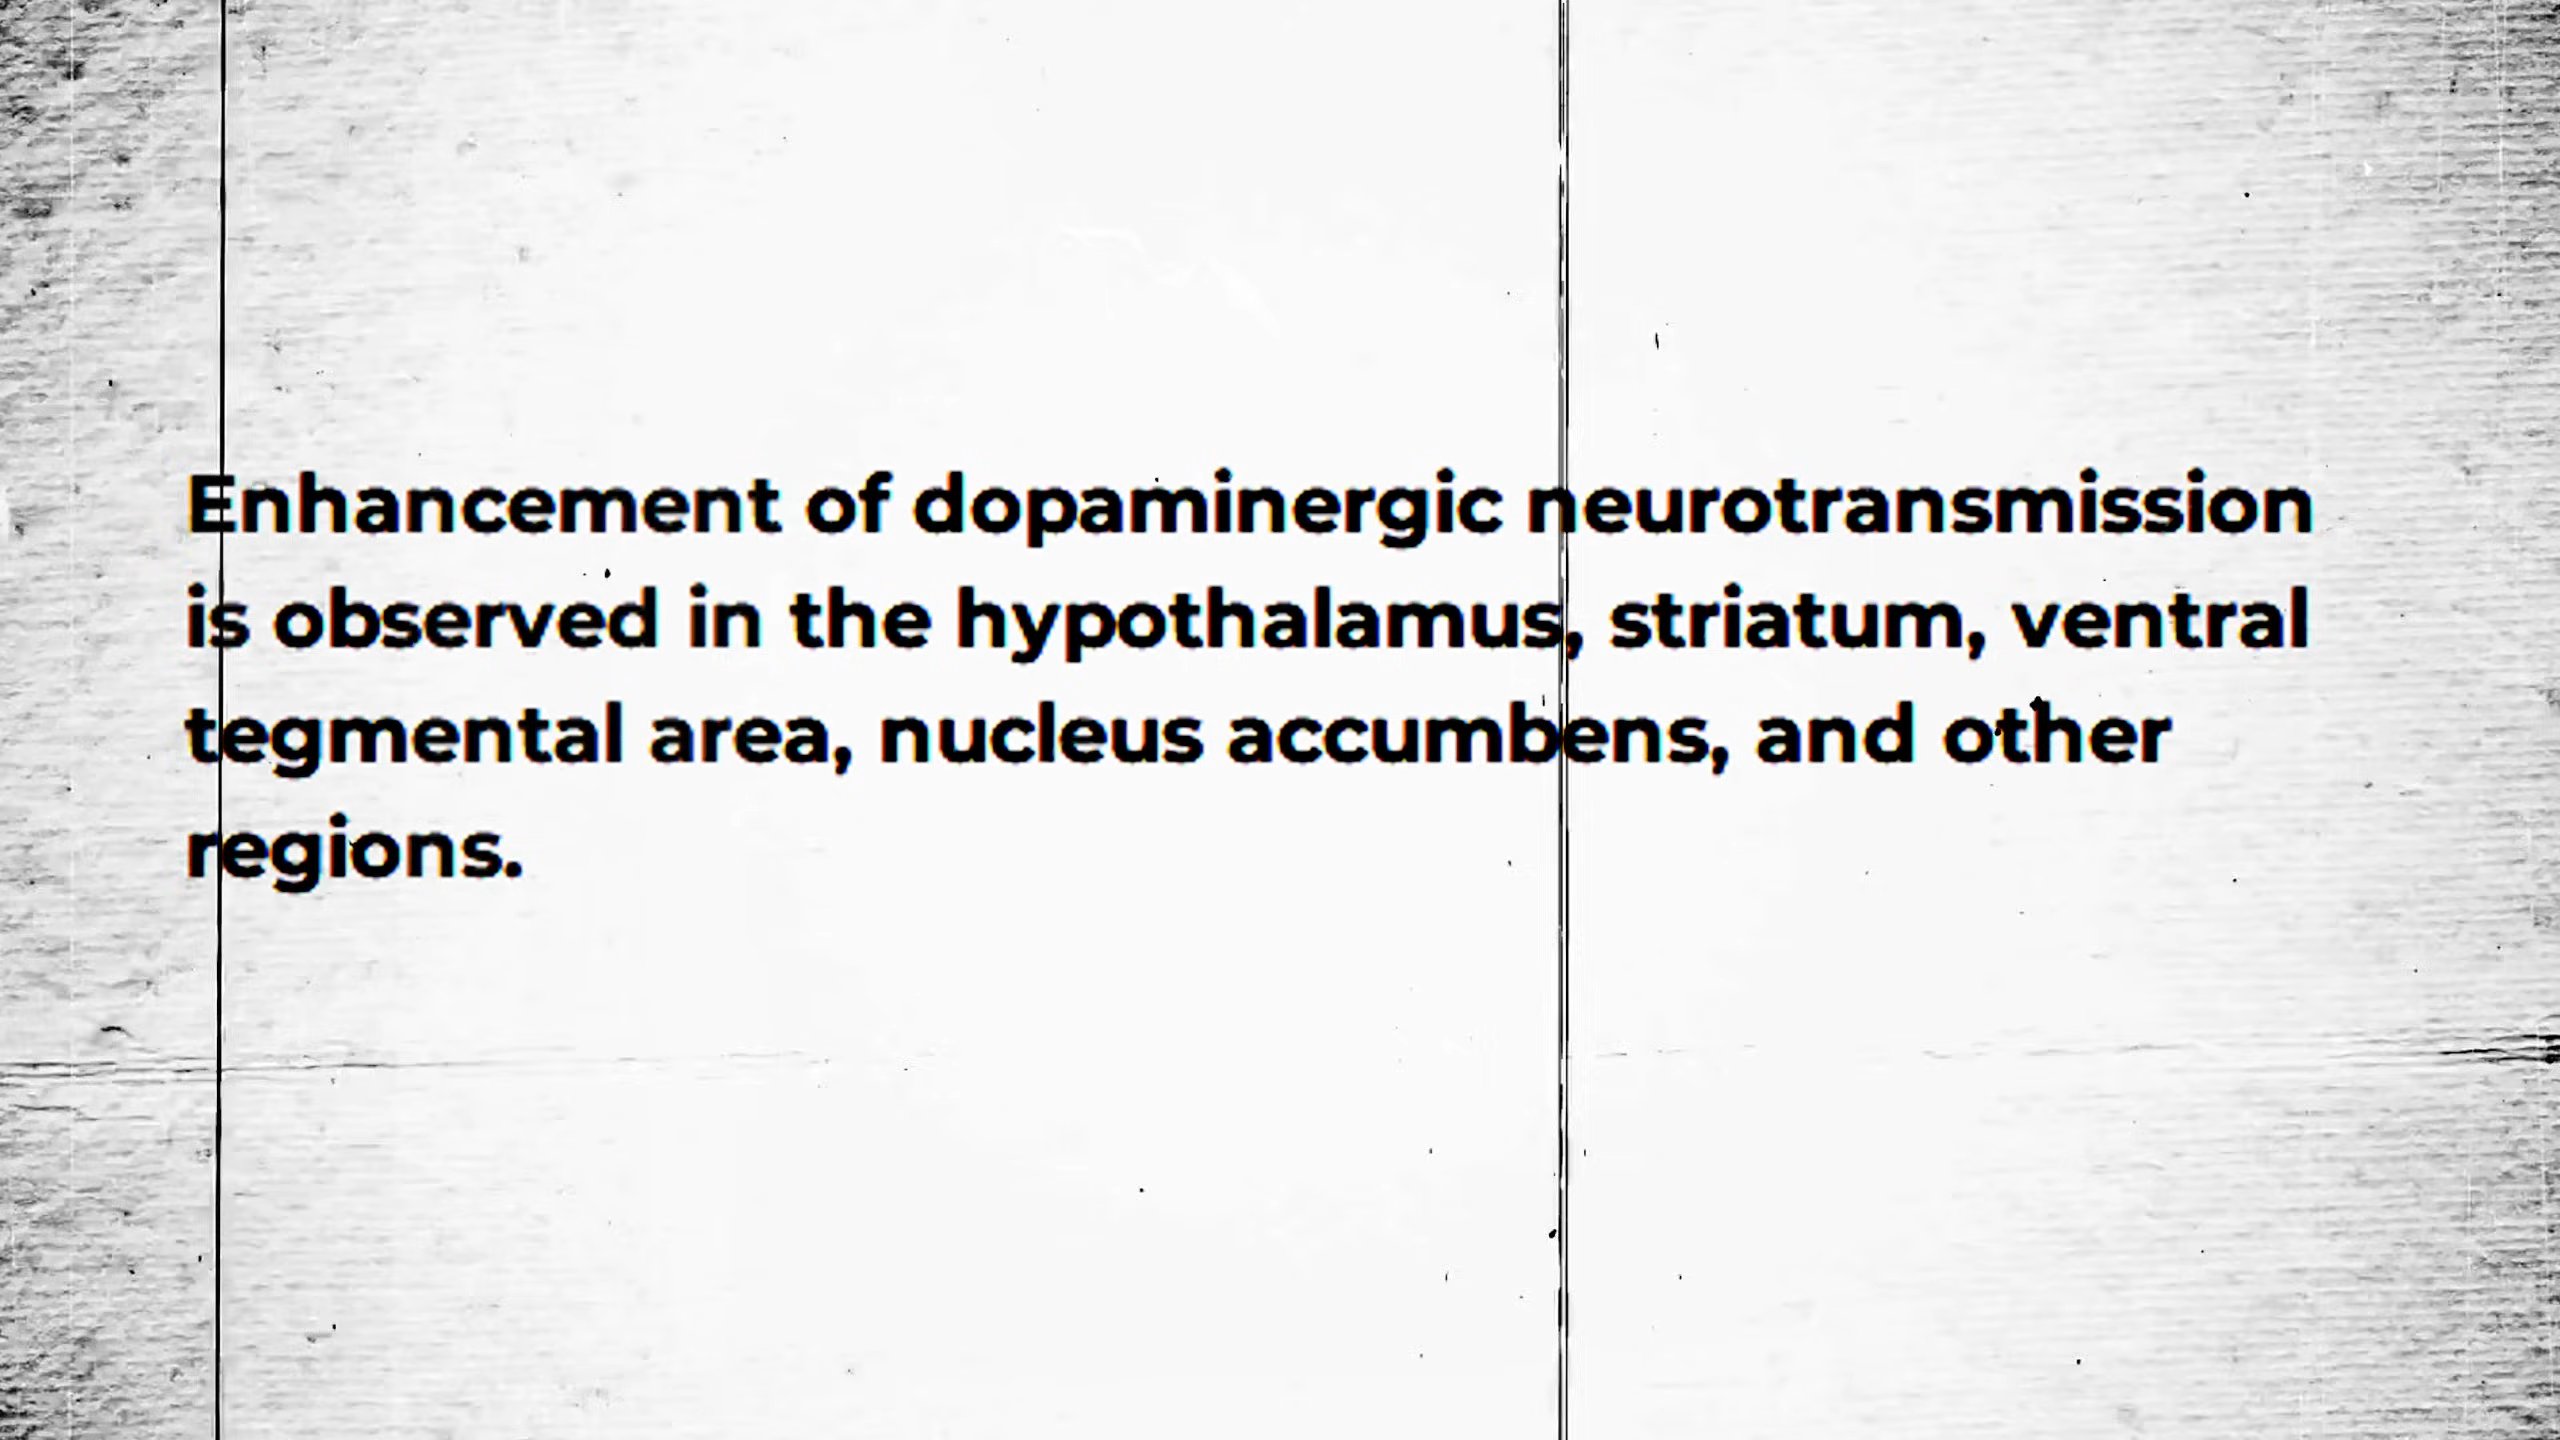 Enhancement of dopaminergic neurotransmission
is observed in the hypothalamus, striatum, ventral
tegmental area, nucleus accumbens, and other
regions.